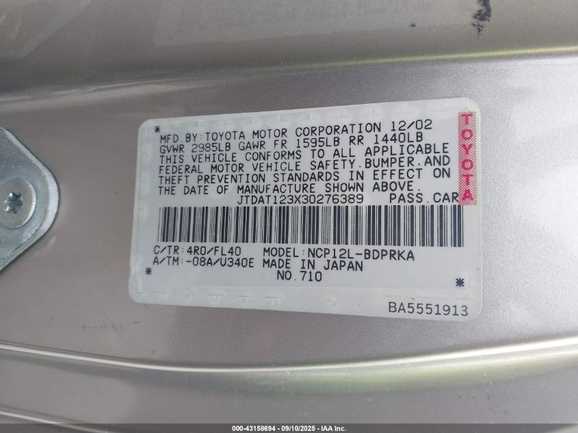 MFD.BY:TOYOTA MOTOR CORPORATION 12/02
GVWR 2985LB GAWR FR 1595LB RR 1440LB
THIS VEHICLE CONFORMS TO ALL APPLICABLE
FEDERAL MOTOR VEHICLE SAFETY.BUMPER.AND
THEFT PREVENTION STANDARDS IN EFFECT ON
THE DATE OF MANUFACTURE SHOWN ABOVE.
JTDAT123X30276389 PASS.CAR
TOYOTA
C/TR:4R0/FL40 MODEL:NCP12L-BDPRKA
A/TM:-08A/U340E MADE IN JAPAN
NO.710
BA5551913
000-43158694 - 09/10/2025 - IAA Inc.